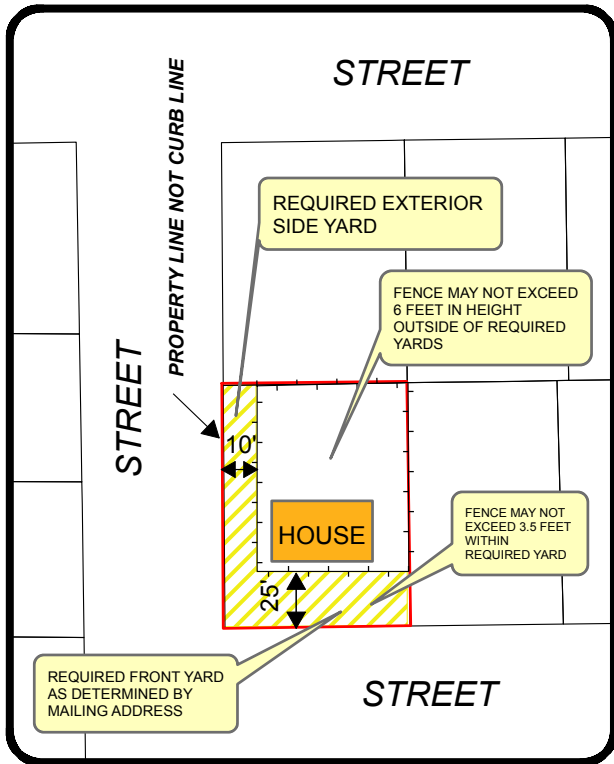 STREET
PROPERTY LINE NOT CURB LINE
REQUIRED EXTERIOR
SIDE YARD
FENCE MAY NOT EXCEED
6 FEET IN HEIGHT
OUTSIDE OF REQUIRED
YARDS
STREET
10'
HOUSE
FENCE MAY NOT
EXCEED 3.5 FEET
WITHIN
REQUIRED YARD
25'
REQUIRED FRONT YARD
AS DETERMINED BY
MAILING ADDRESS
STREET